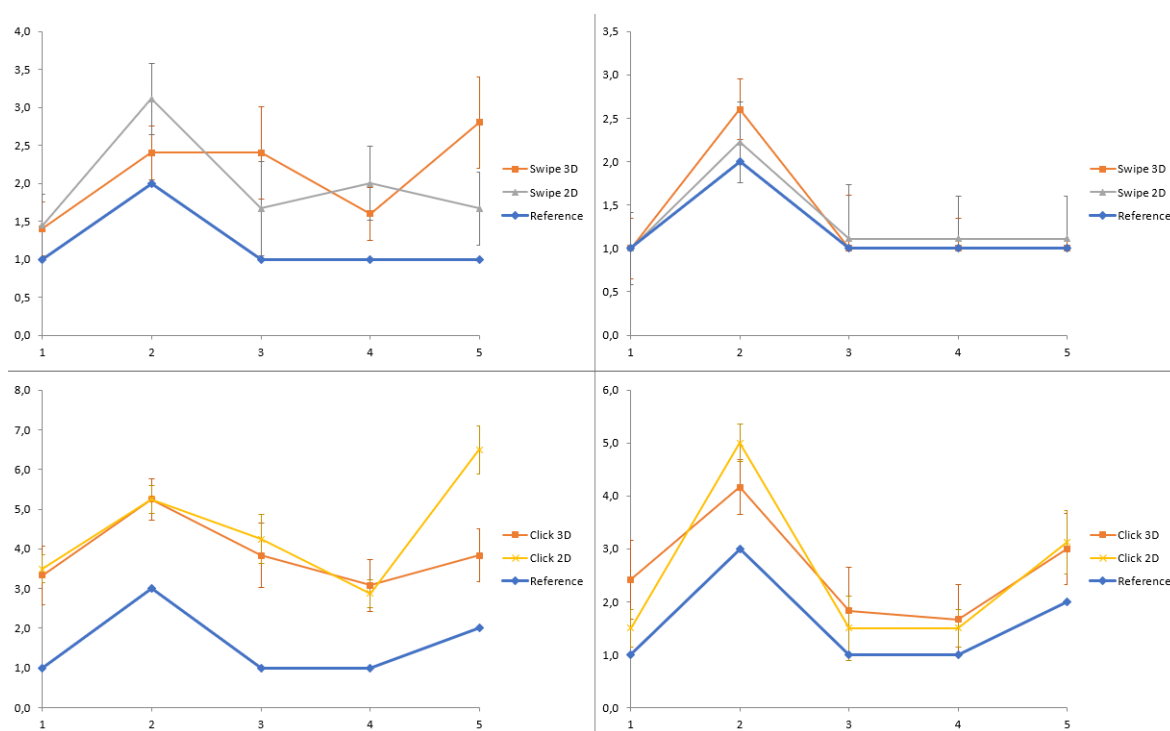 4,0
3,5
3,0
2,5
2,0
1,5
1,0
0,5
0,0
1 2 3 4 5
Swipe 3D
Swipe 2D
Reference
3,5
3,0
2,5
2,0
1,5
1,0
0,5
0,0
1 2 3 4 5
Swipe 3D
Swipe 2D
Reference
8,0
7,0
6,0
5,0
4,0
3,0
2,0
1,0
0,0
1 2 3 4 5
Click 3D
Click 2D
Reference
6,0
5,0
4,0
3,0
2,0
1,0
0,0
1 2 3 4 5
Click 3D
Click 2D
Reference